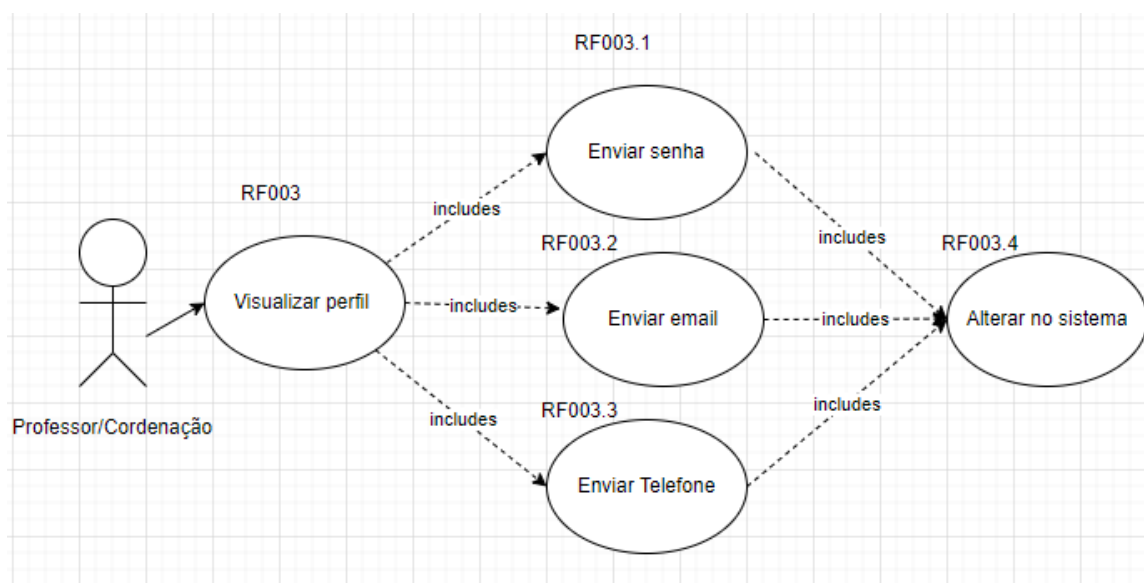 RF003.1
Enviar senha
RF003
includes
includes
RF003.2
RF003.4
Visualizar perfil
includes
Enviar email
includes
Alterar no sistema
includes
RF003.3
includes
Professor/Cordenação
Enviar Telefone